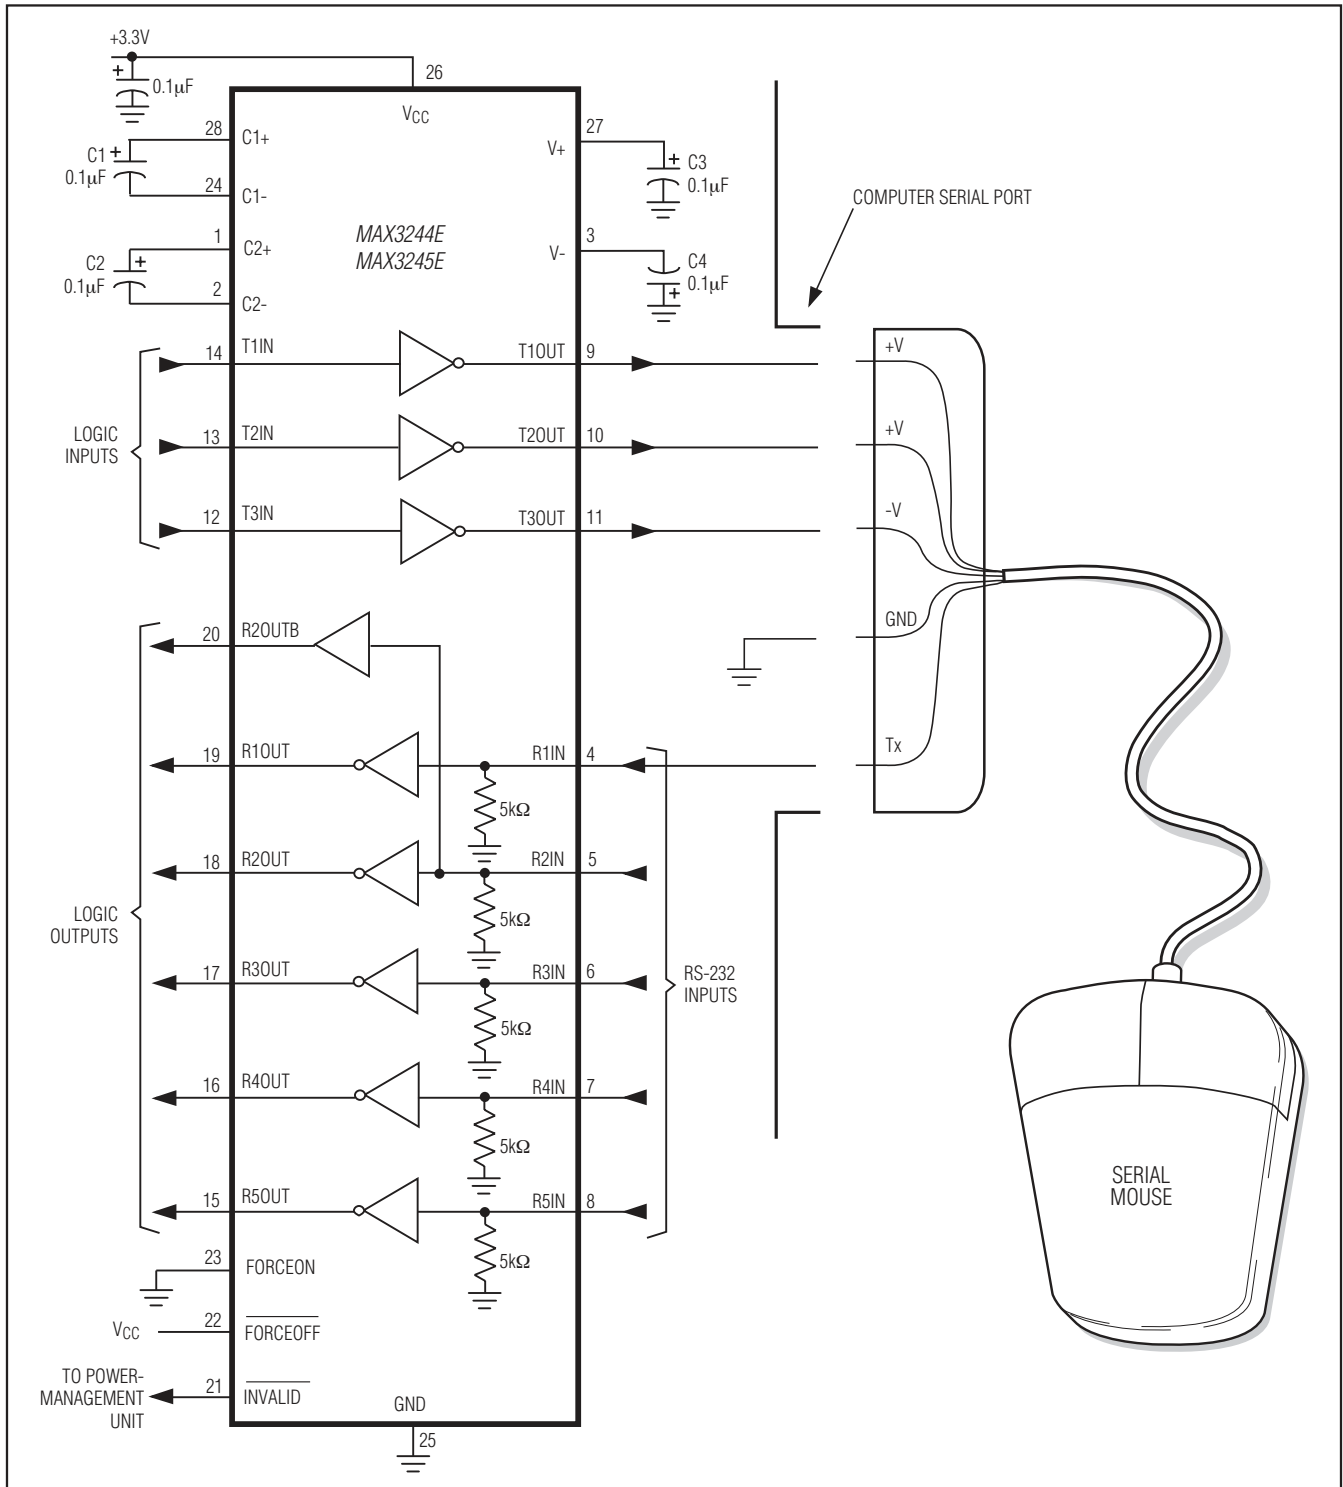 +3.3V
0.1µF
26
VCC
28
C1+
C1
0.1µF
24
C1-
1
C2+
C2
0.1µF
2
C2-
MAX3244E
MAX3245E
27
V+
C3
0.1µF
3
V-
C4
0.1µF
COMPUTER SERIAL PORT
LOGIC
INPUTS
14
T1IN
T1OUT
9
+V
13
T2IN
T2OUT
10
+V
12
T3IN
T3OUT
11
-V
20
R2OUTB
GND
LOGIC
OUTPUTS
19
R1OUT
R1IN
4
Tx
5kΩ
18
R2OUT
R2IN
5
5kΩ
17
R3OUT
R3IN
6
5kΩ
RS-232
INPUTS
16
R4OUT
R4IN
7
5kΩ
15
R5OUT
R5IN
8
5kΩ
23
FORCEON
VCC
22
FORCEOFF
TO POWER-
MANAGEMENT
UNIT
21
INVALID
GND
25
SERIAL
MOUSE